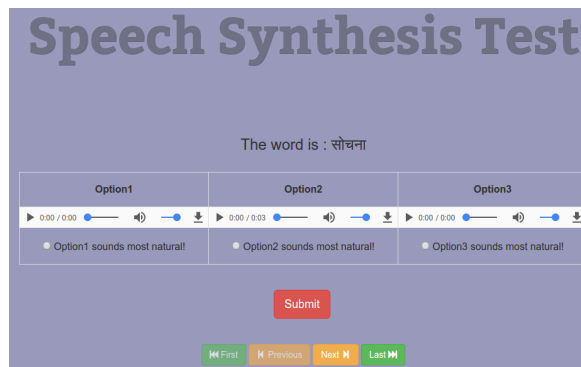 Speech Synthesis Test
The word is : सोचना
Option1 Option2 Option3
0:00 / 0:00 0:00 / 0:03 0:00 / 0:00
Option1 sounds most natural! Option2 sounds most natural! Option3 sounds most natural!
Submit
First Previous Next Last